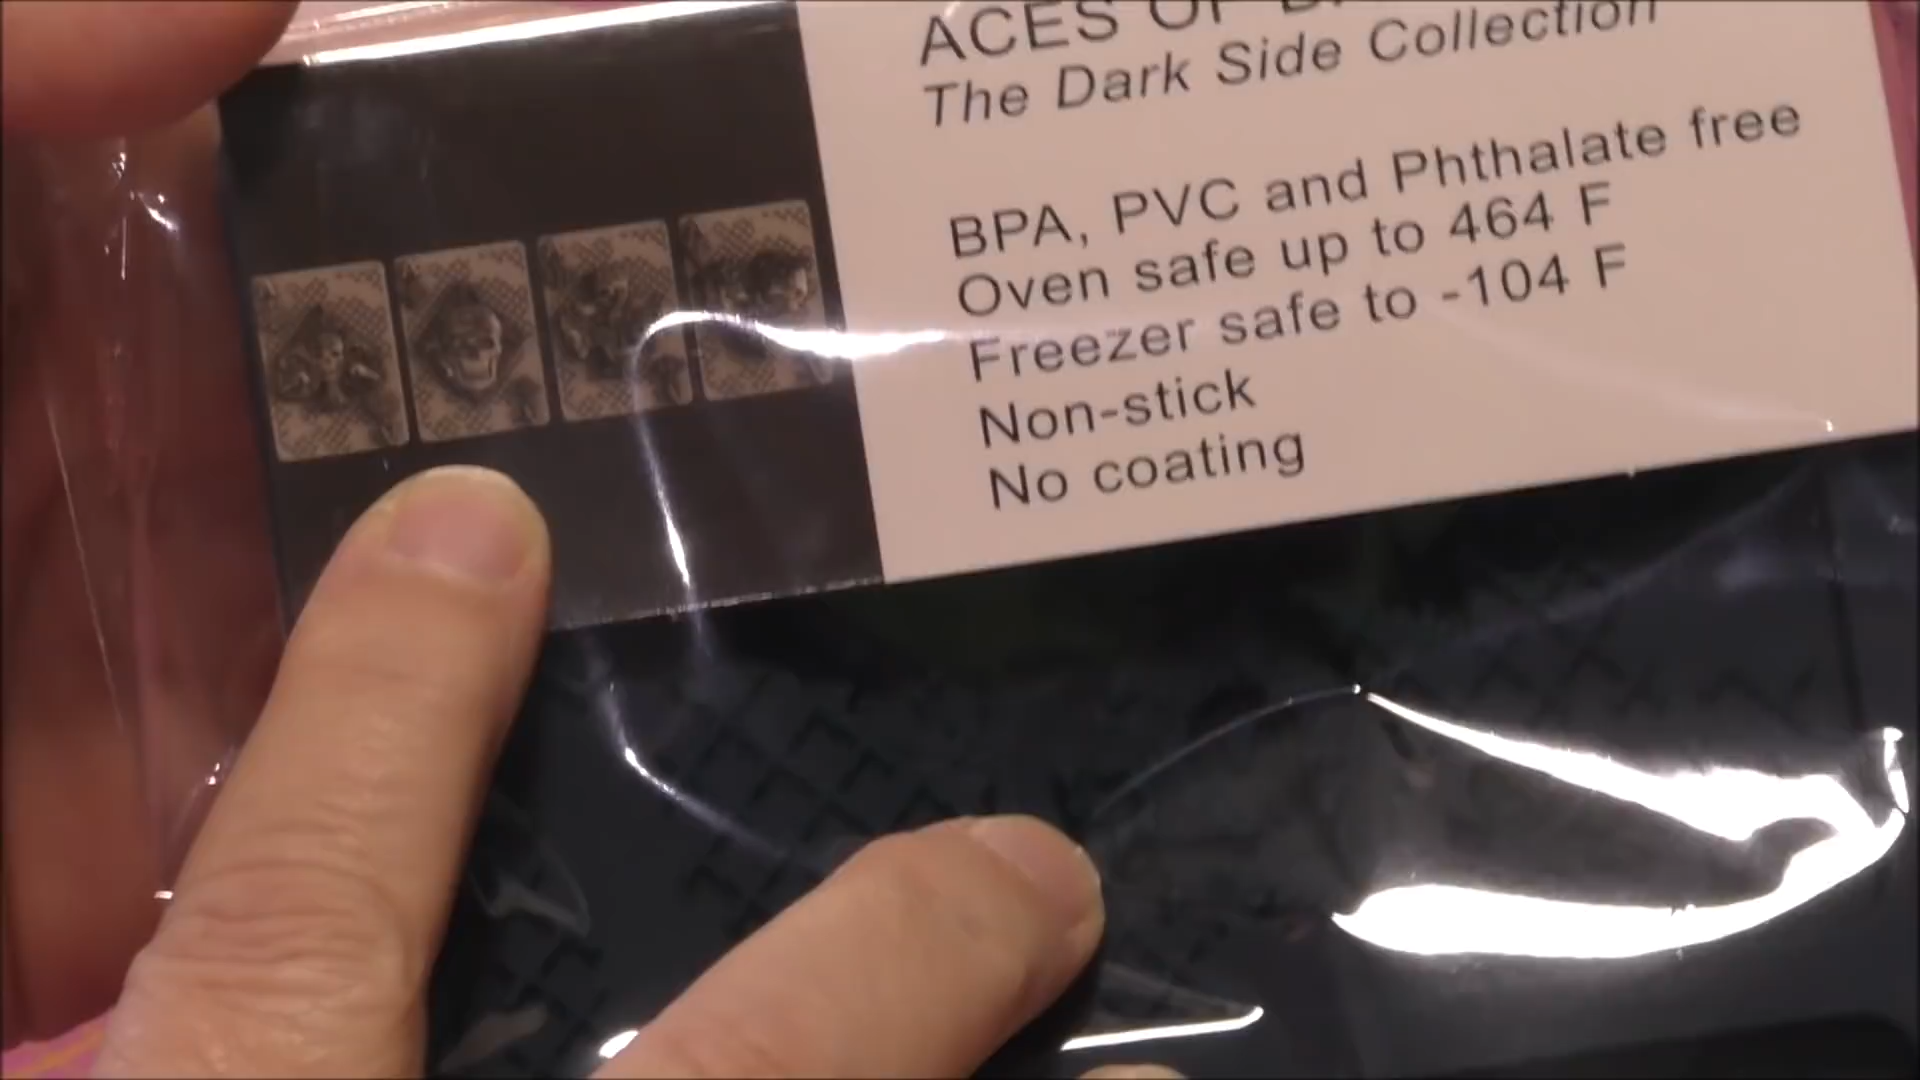 ACES OF
The Dark Side Collection
BPA, PVC and Phthalate free
Oven safe up to 464 F
Freezer safe to -104 F
Non-stick
No coating